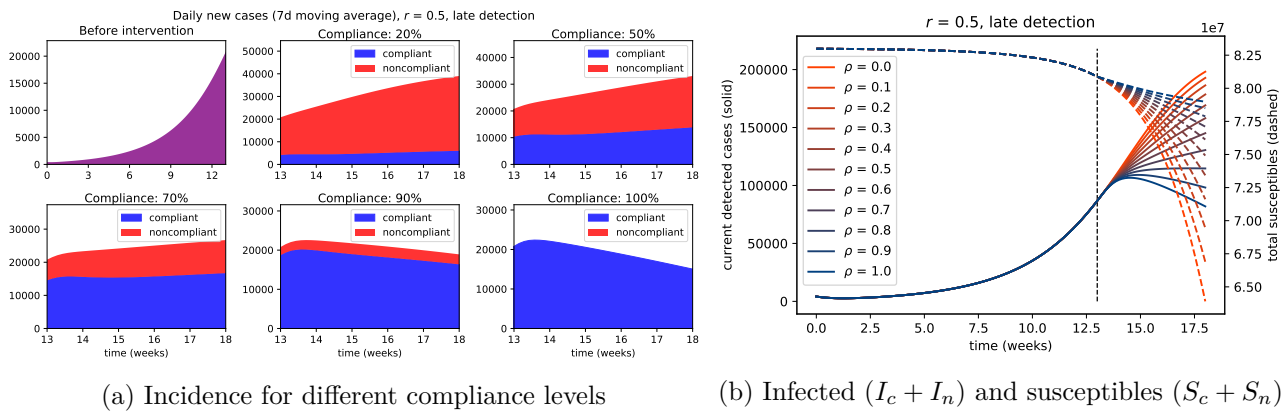 Daily new cases (7d moving average), r = 0.5, late detection
Before intervention
20000
15000
10000
5000
0
0 3 6 9 12
Compliance: 20%
compliant
noncompliant
50000
40000
30000
20000
10000
0
13 14 15 16 17 18
Compliance: 50%
compliant
noncompliant
40000
30000
20000
10000
0
13 14 15 16 17 18
Compliance: 70%
compliant
noncompliant
30000
20000
10000
0
13 14 15 16 17 18
time (weeks)
Compliance: 90%
compliant
noncompliant
30000
20000
10000
0
13 14 15 16 17 18
time (weeks)
Compliance: 100%
compliant
noncompliant
30000
20000
10000
0
13 14 15 16 17 18
time (weeks)
(a) Incidence for different compliance levels
r = 0.5, late detection
1e7
current detected cases (solid)
200000
150000
100000
50000
0
ρ = 0.0
ρ = 0.1
ρ = 0.2
ρ = 0.3
ρ = 0.4
ρ = 0.5
ρ = 0.6
ρ = 0.7
ρ = 0.8
ρ = 0.9
ρ = 1.0
8.25
8.00
7.75
7.50
7.25
7.00
6.75
6.50
total susceptibles (dashed)
0.0 2.5 5.0 7.5 10.0 12.5 15.0 17.5
time (weeks)
(b) Infected (I_c + I_n) and susceptibles (S_c + S_n)